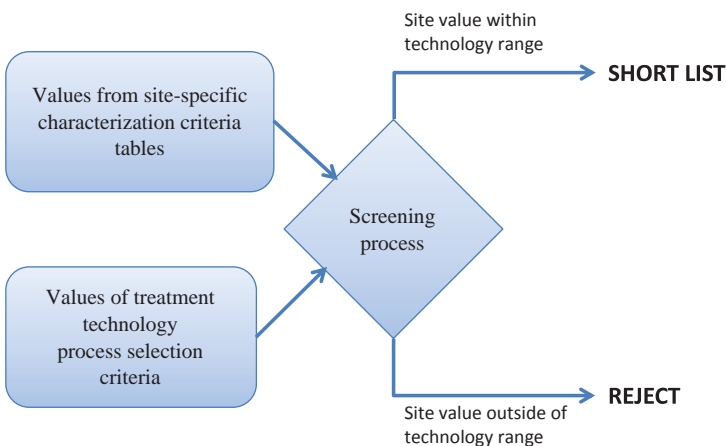 Site value within
technology range
SHORT LIST
Values from site-specific
characterization criteria
tables
Screening
process
Values of treatment
technology
process selection
criteria
REJECT
Site value outside of
technology range